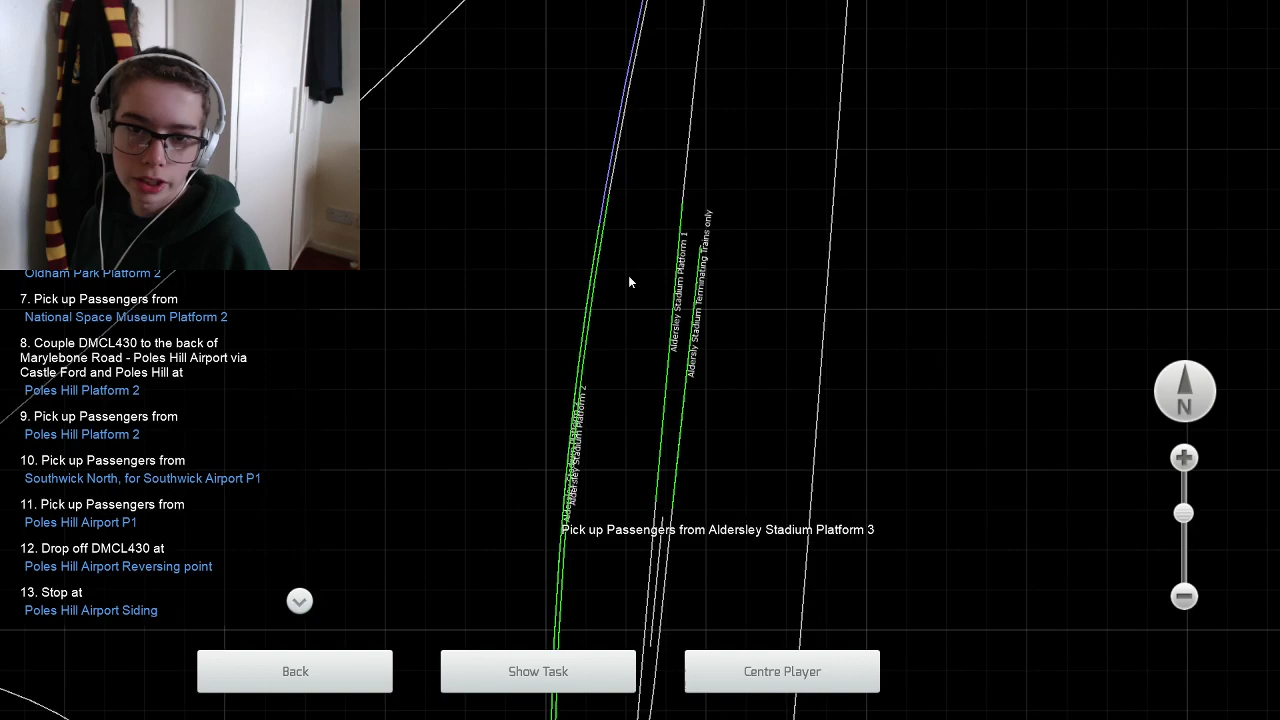 Oldham Park Platform 2
7. Pick up Passengers from
National Space Museum Platform 2
8. Couple DMCL430 to the back of
Marylebone Road - Poles Hill Airport via
Castle Ford and Poles Hill at
Poles Hill Platform 2
9. Pick up Passengers from
Poles Hill Platform 2
10. Pick up Passengers from
Southwick North, for Southwick Airport P1
11. Pick up Passengers from
Poles Hill Airport P1
12. Drop off DMCL430 at
Poles Hill Airport Reversing point
13. Stop at
Poles Hill Airport Siding
Aldersley Stadium Platform 1
Aldersly Stadium Terminating Trains only
Aldersley Stadium Platform 2
Pick up Passengers from Aldersley Stadium Platform 3
N
Back
Show Task
Centre Player